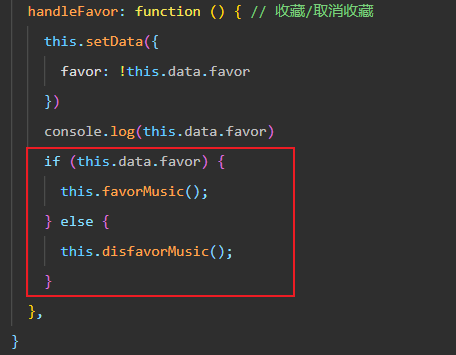 handleFavor: function () { // 收藏/取消收藏
this.setData({
favor: !this.data.favor
})
console.log(this.data.favor)
if (this.data.favor) {
this.favorMusic();
} else {
this.disfavorMusic();
}
},
}